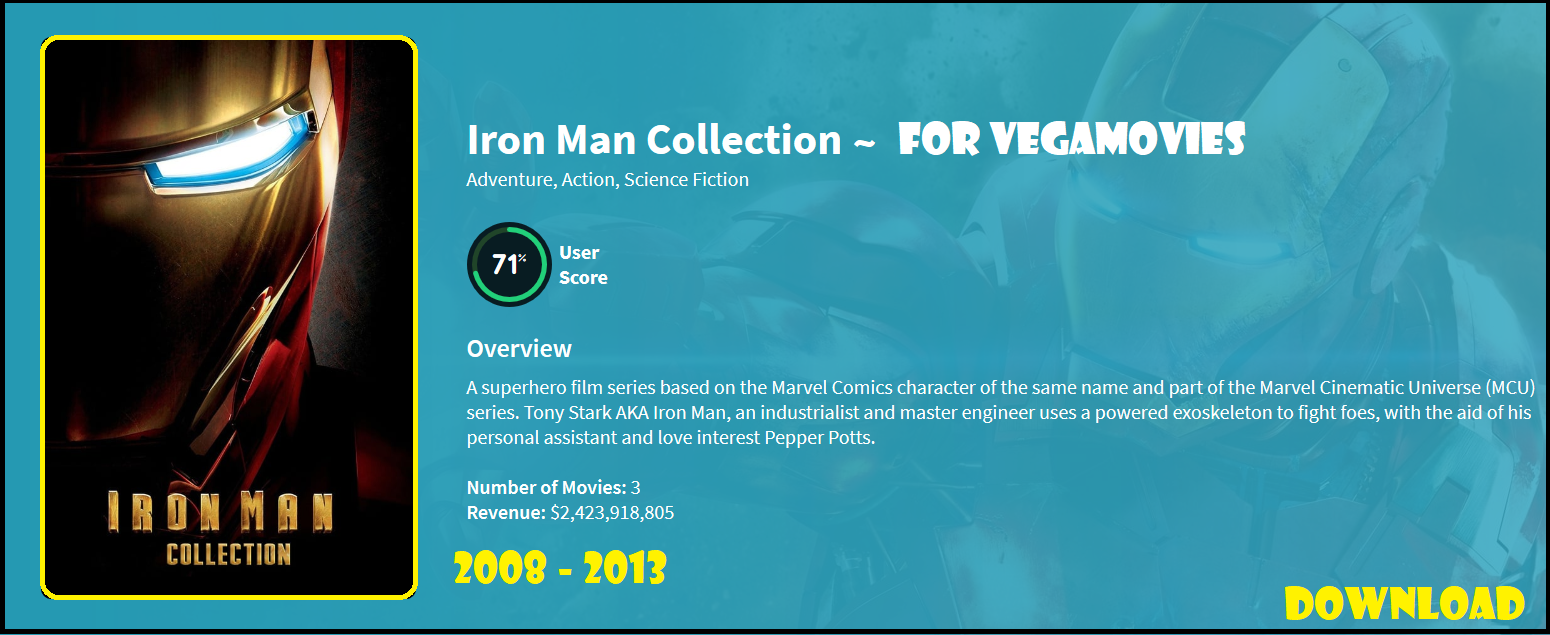 IRON MAN
COLLECTION
Iron Man Collection ~ FOR VEGAMOVIES
Adventure, Action, Science Fiction
71%
User
Score
Overview
A superhero film series based on the Marvel Comics character of the same name and part of the Marvel Cinematic Universe (MCU)
series. Tony Stark AKA Iron Man, an industrialist and master engineer uses a powered exoskeleton to fight foes, with the aid of his
personal assistant and love interest Pepper Potts.
Number of Movies: 3
Revenue: $2,423,918,805
2008 - 2013
DOWNLOAD